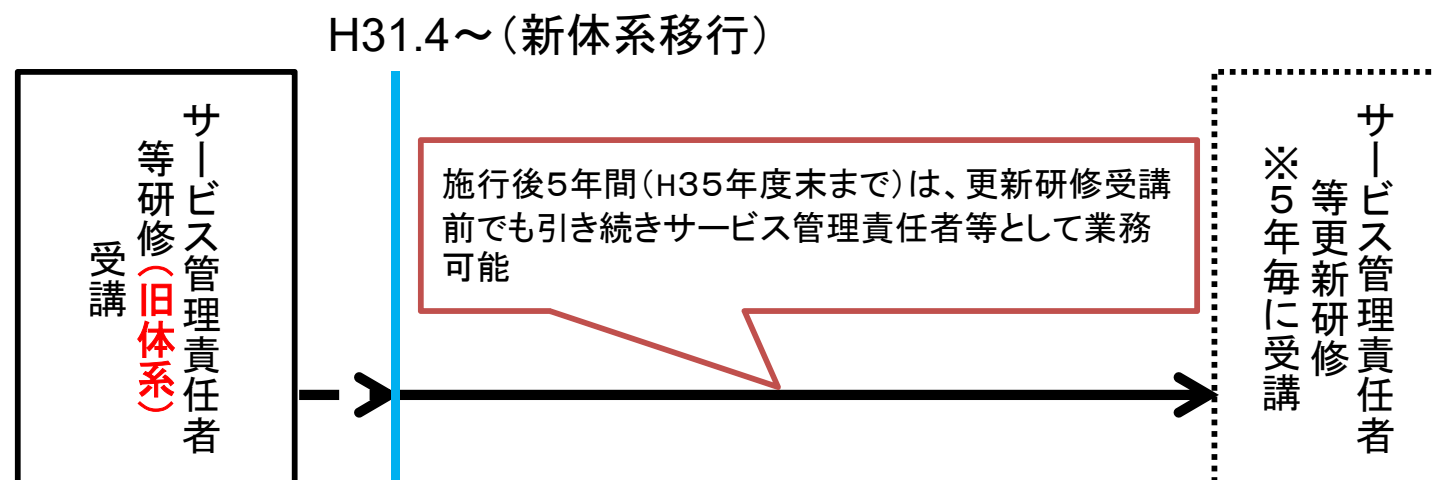 H31.4～（新体系移行）
サービス管理責任者
等研修（旧体系）
受講
施行後５年間（H35年度末まで）は、更新研修受講
前でも引き続きサービス管理責任者等として業務
可能
サービス管理責任者
等更新研修
※５年毎に受講